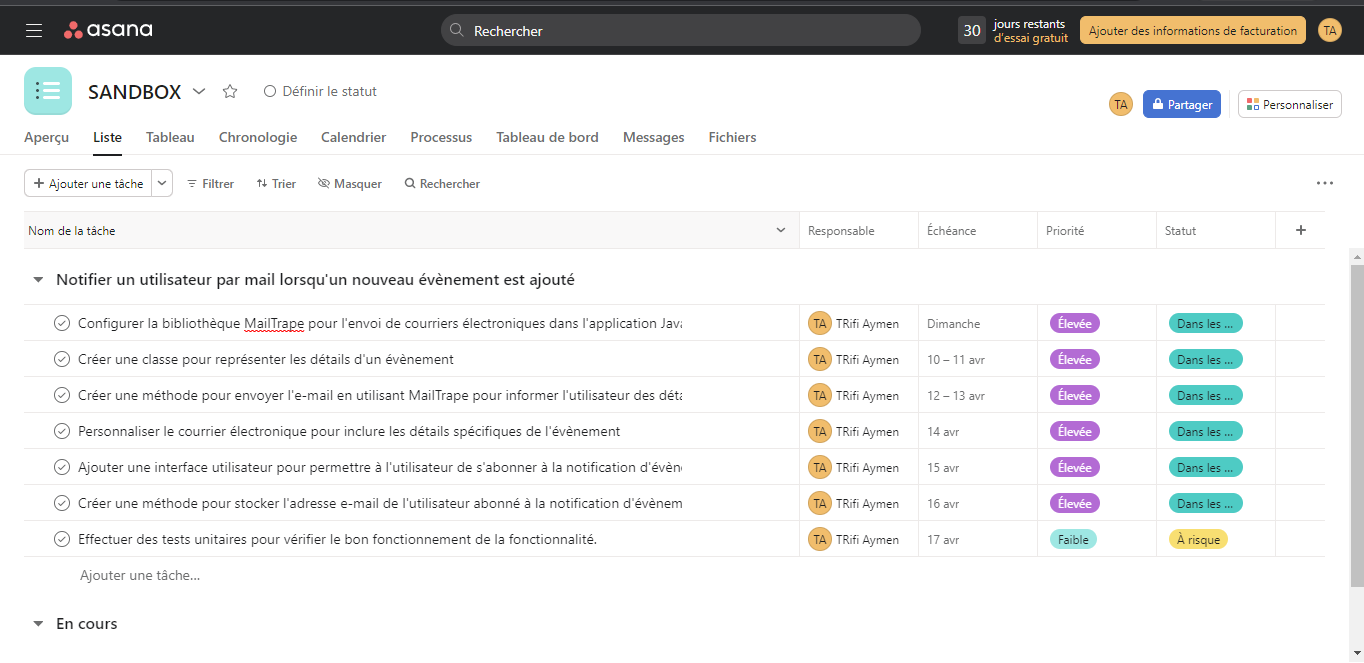 asana
Rechercher
30 jours restants
d'essai gratuit
Ajouter des informations de facturation
TA
SANDBOX
Définir le statut
TA
Partager
Personnaliser
Aperçu Liste Tableau Chronologie Calendrier Processus Tableau de bord Messages Fichiers
+ Ajouter une tâche Filtrer Trier Masquer Rechercher
Nom de la tâche Responsable Échéance Priorité Statut +
Notifier un utilisateur par mail lorsqu'un nouveau évènement est ajouté
Configurer la bibliothèque MailTrape pour l'envoi de courriers électroniques dans l'application Java TA TRifi Aymen Dimanche Élevée Dans les ...
Créer une classe pour représenter les détails d'un évènement TA TRifi Aymen 10 – 11 avr Élevée Dans les ...
Créer une méthode pour envoyer l'e-mail en utilisant MailTrape pour informer l'utilisateur des déta TA TRifi Aymen 12 – 13 avr Élevée Dans les ...
Personnaliser le courrier électronique pour inclure les détails spécifiques de l'évènement TA TRifi Aymen 14 avr Élevée Dans les ...
Ajouter une interface utilisateur pour permettre à l'utilisateur de s'abonner à la notification d'évèn TA TRifi Aymen 15 avr Élevée Dans les ...
Créer une méthode pour stocker l'adresse e-mail de l'utilisateur abonné à la notification d'évènem TA TRifi Aymen 16 avr Élevée Dans les ...
Effectuer des tests unitaires pour vérifier le bon fonctionnement de la fonctionnalité. TA TRifi Aymen 17 avr Faible À risque
Ajouter une tâche...
En cours